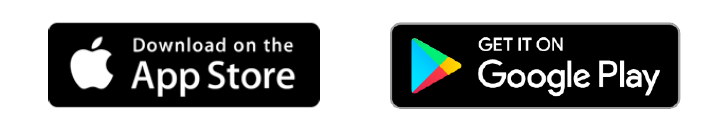 Download on the
App Store
GET IT ON
Google Play